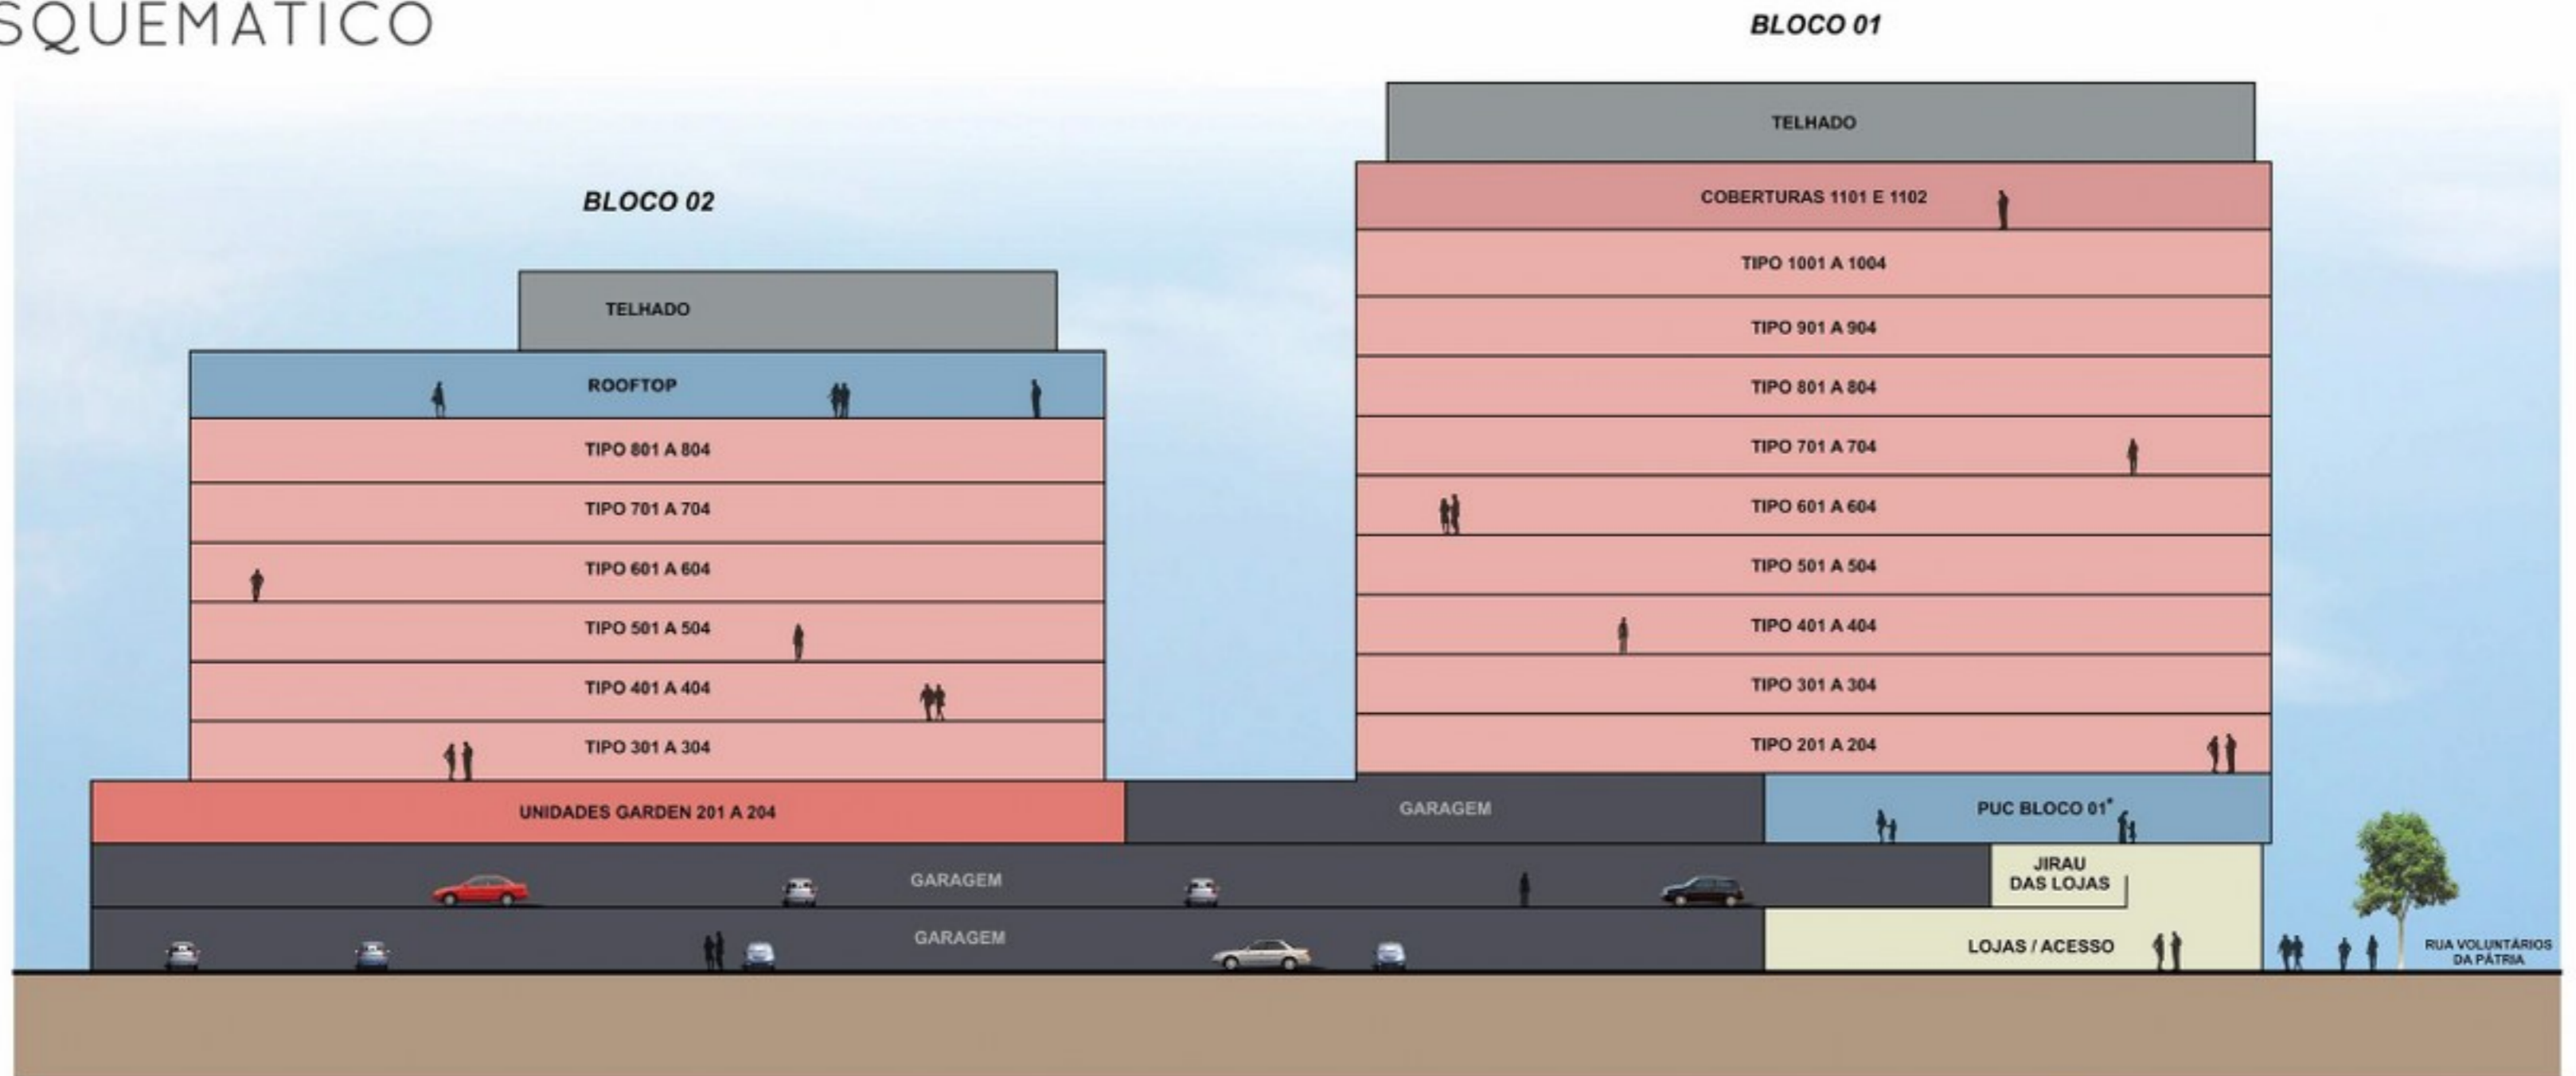 SQUEMÁTICO
BLOCO 01
TELHADO
COBERTURAS 1101 E 1102
TIPO 1001 A 1004
TIPO 901 A 904
TIPO 801 A 804
TIPO 701 A 704
TIPO 601 A 604
TIPO 501 A 504
TIPO 401 A 404
TIPO 301 A 304
TIPO 201 A 204
BLOCO 02
TELHADO
ROOFTOP
TIPO 801 A 804
TIPO 701 A 704
TIPO 601 A 604
TIPO 501 A 504
TIPO 401 A 404
TIPO 301 A 304
UNIDADES GARDEN 201 A 204
GARAGEM
PUC BLOCO 01*
GARAGEM
JIRAU
DAS LOJAS
GARAGEM
LOJAS / ACESSO
RUA VOLUNTÁRIOS
DA PÁTRIA